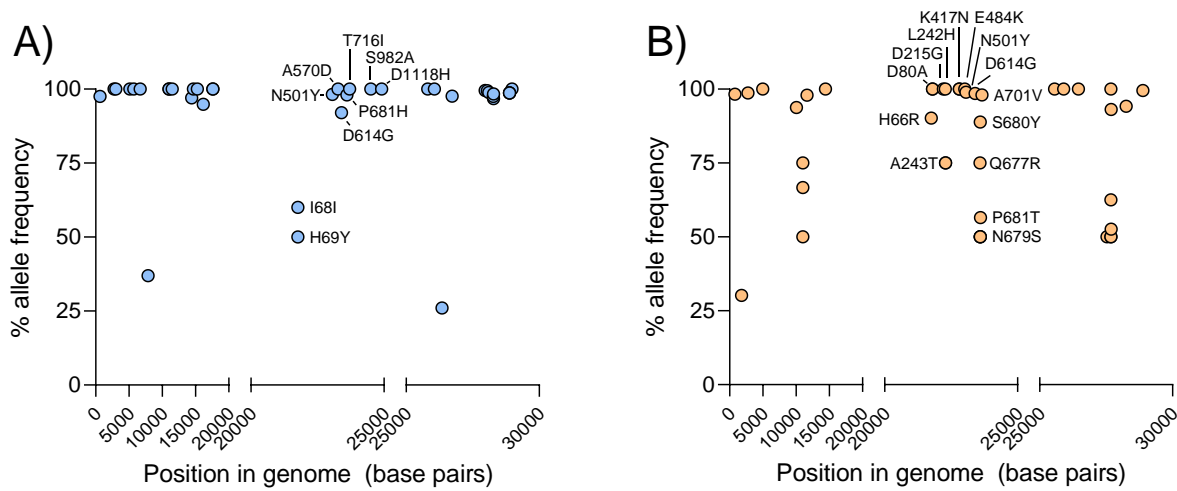 A)
T716I
S982A
A570D
D1118H
N501Y
P681H
D614G
I68I
H69Y
100
75
50
25
0
% allele frequency
0
5000
10000
15000
20000
20000
25000
25000
30000
Position in genome (base pairs)
B)
K417N
E484K
L242H
N501Y
D215G
D614G
D80A
A701V
H66R
S680Y
A243T
Q677R
P681T
N679S
100
75
50
25
0
% allele frequency
0
5000
10000
15000
20000
20000
25000
25000
30000
Position in genome (base pairs)